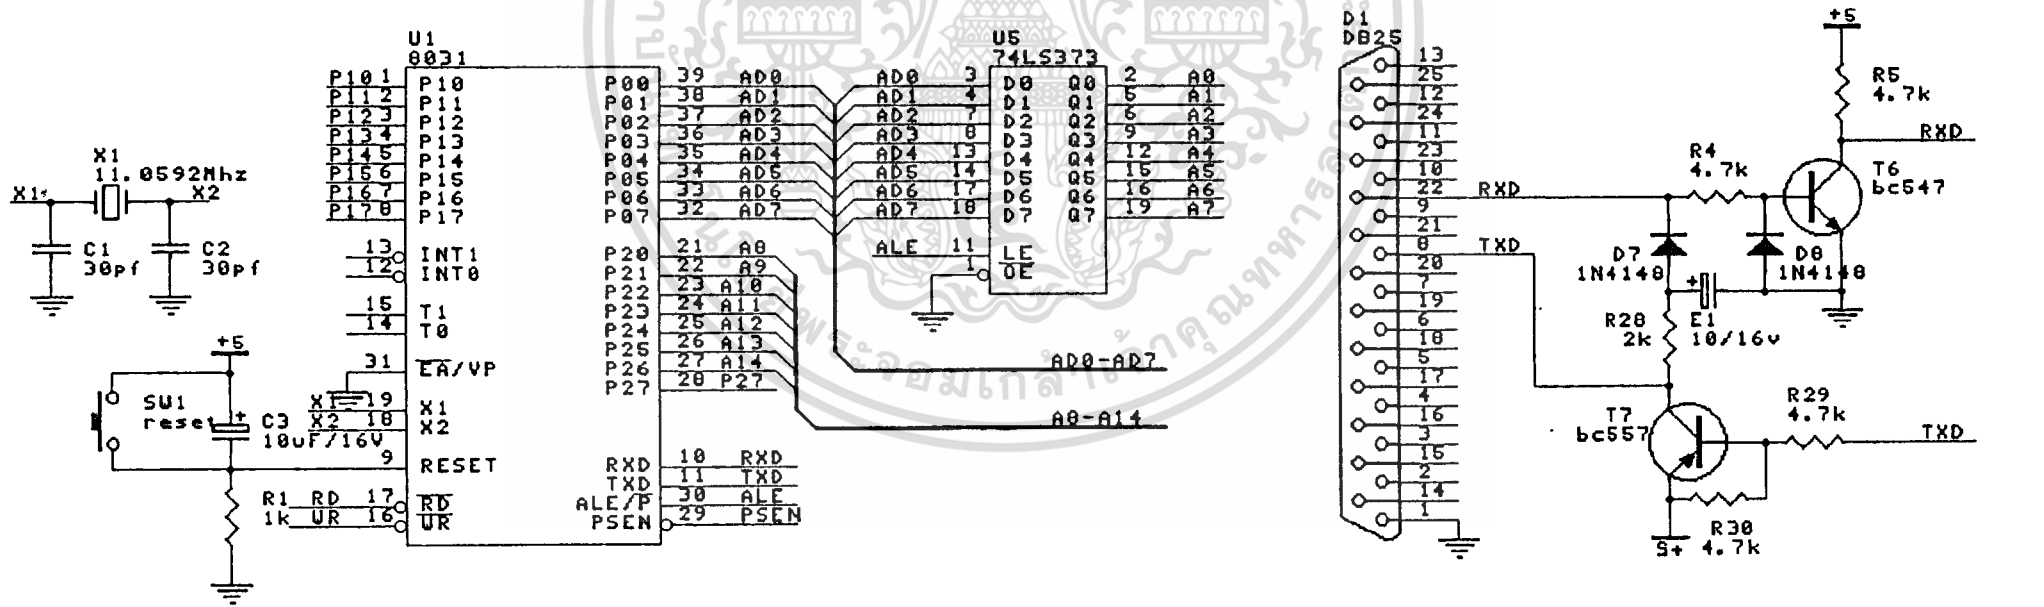 X1
11.0592Mhz
X1
X2
C1
30pf
C2
30pf
+5
SW1
reset
+
C3
10uF/16V
R1
1k
U1
8031
P10 1 P10
P11 2 P11
P12 3 P12
P13 4 P13
P14 5 P14
P15 6 P15
P16 7 P16
P17 8 P17
13 INT1
12 INT0
15 T1
14 T0
31 EA/VP
X1 19 X1
X2 18 X2
9 RESET
RD 17 RD
WR 16 WR
P00 39 AD0
P01 38 AD1
P02 37 AD2
P03 36 AD3
P04 35 AD4
P05 34 AD5
P06 33 AD6
P07 32 AD7
P20 21 A8
P21 22 A9
P22 23 A10
P23 24 A11
P24 25 A12
P25 26 A13
P26 27 A14
P27 28 P27
RXD 10 RXD
TXD 11 TXD
ALE/P 30 ALE
PSEN 29 PSEN
U5
74LS373
AD0 3 D0 Q0 2 A0
AD1 4 D1 Q1 5 A1
AD2 7 D2 Q2 6 A2
AD3 8 D3 Q3 9 A3
AD4 13 D4 Q4 12 A4
AD5 14 D5 Q5 15 A5
AD6 17 D6 Q6 16 A6
AD7 18 D7 Q7 19 A7
ALE 11 LE
1 OE
AD0-AD7
A8-A14
D1
DB25
13
25
12
24
11
23
10
22
9
21
8
20
7
19
6
18
5
17
4
16
3
15
2
14
1
RXD
TXD
+5
R5
4.7k
RXD
R4
4.7k
T6
bc547
D7
1N4148
D8
1N4148
+
R28
2k
E1
10/16v
T7
bc557
R29
4.7k
TXD
R30
4.7k
5+